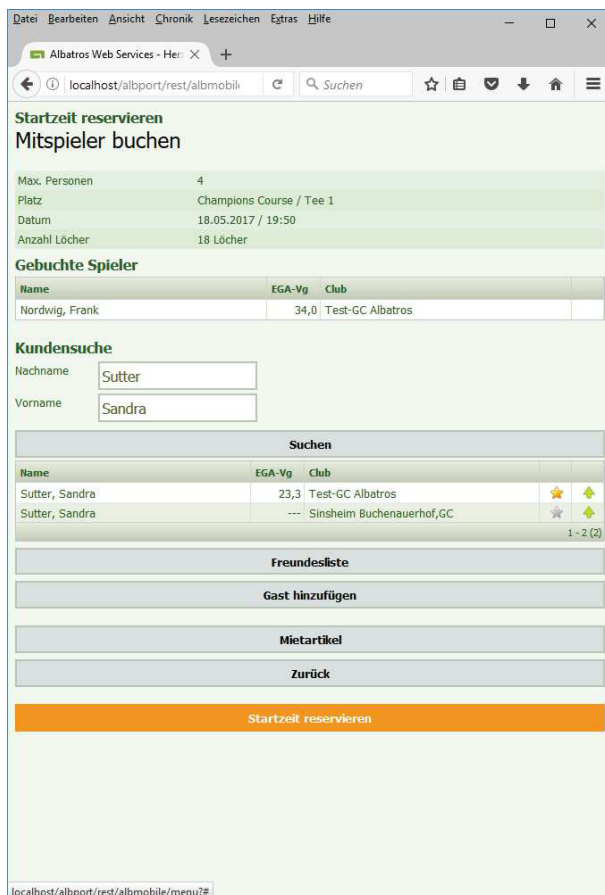 Datei Bearbeiten Ansicht Chronik Lesezeichen Extras Hilfe
Albatros Web Services - Her
localhost/albport/rest/albmobile
Suchen
Startzeit reservieren
Mitspieler buchen
Max. Personen 4
Platz Champions Course / Tee 1
Datum 18.05.2017 / 19:50
Anzahl Löcher 18 Löcher
Gebuchte Spieler
Name EGA-Vg Club
Nordwig, Frank 34,0 Test-GC Albatros
Kundensuche
Nachname Sutter
Vorname Sandra
Suchen
Name EGA-Vg Club
Sutter, Sandra 23,3 Test-GC Albatros
Sutter, Sandra --- Sinsheim Buchenauerhof,GC
1 - 2 (2)
Freundesliste
Gast hinzufügen
Mietartikel
Zurück
Startzeit reservieren
localhost/albport/rest/albmobile/menu?#